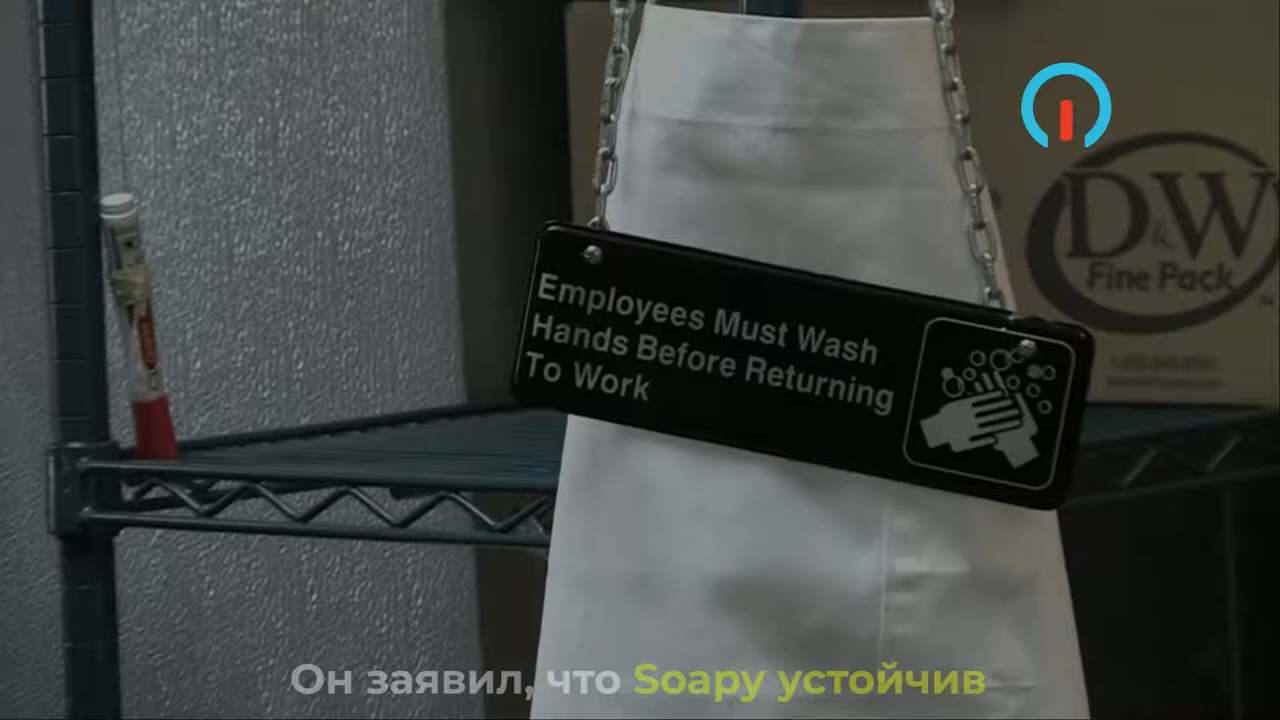 D&W
Fine Pack
Employees Must Wash
Hands Before Returning
To Work
Он заявил, что Soapy устойчив